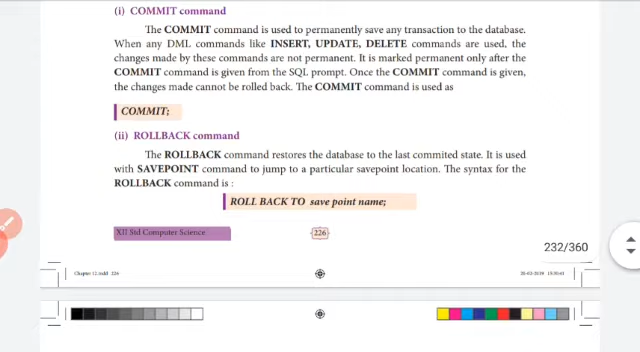 (i) COMMIT command
The COMMIT command is used to permanently save any transaction to the database.
When any DML commands like INSERT, UPDATE, DELETE commands are used, the
changes made by these commands are not permanent. It is marked permanent only after the
COMMIT command is given from the SQL prompt. Once the COMMIT command is given,
the changes made cannot be rolled back. The COMMIT command is used as
COMMIT;
(ii) ROLLBACK command
The ROLLBACK command restores the database to the last commited state. It is used
with SAVEPOINT command to jump to a particular savepoint location. The syntax for the
ROLLBACK command is :
ROLL BACK TO save point name;
XII Std Computer Science
226
232/360
Chapter 12.indd 226